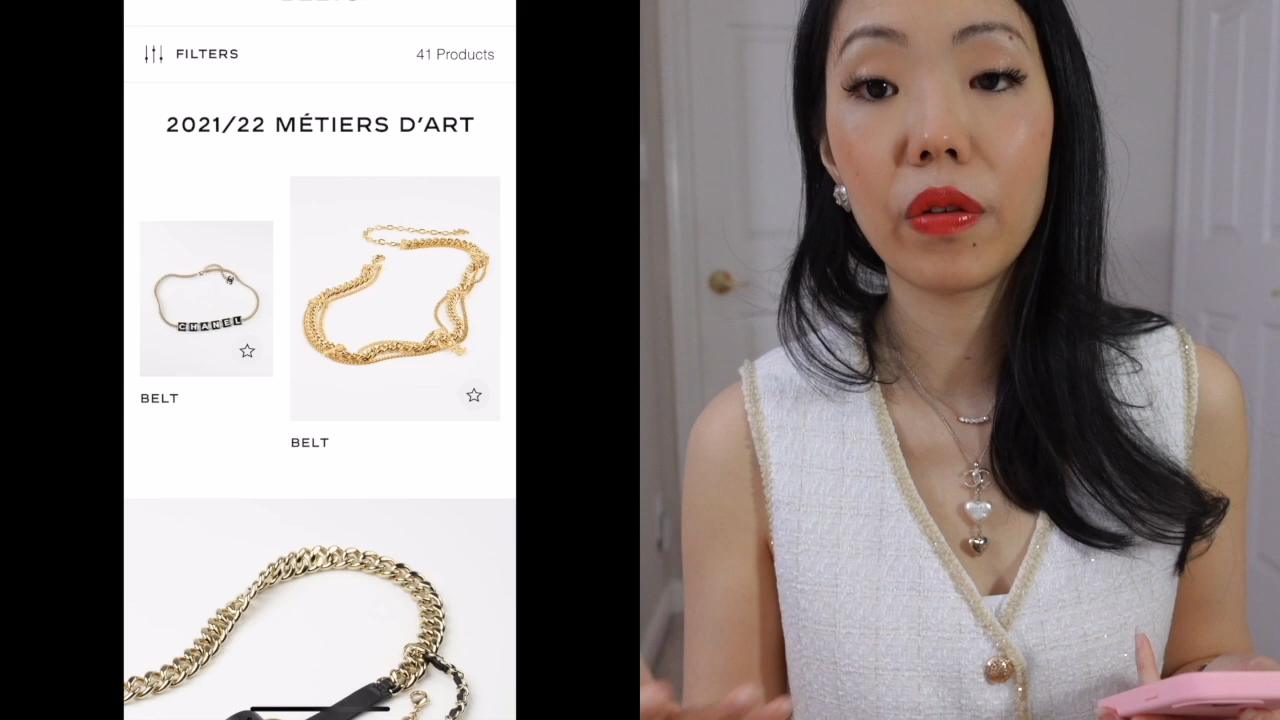 FILTERS
41 Products
2021/22 MÉTIERS D'ART
CHANEL
BELT
BELT